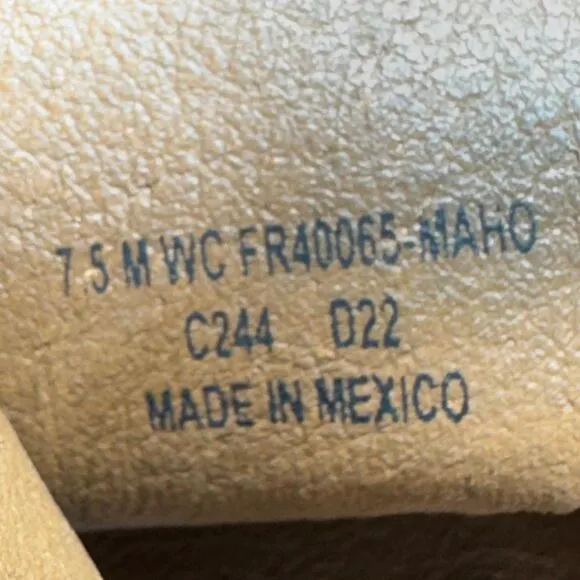 7.5 M WC FR40065-MAHO
C244 D22
MADE IN MEXICO